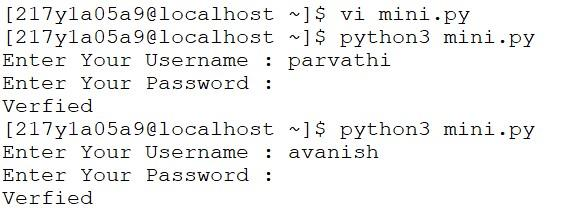 [217y1a05a9@localhost ~]$ vi mini.py
[217y1a05a9@localhost ~]$ python3 mini.py
Enter Your Username : parvathi
Enter Your Password :
Verfied
[217y1a05a9@localhost ~]$ python3 mini.py
Enter Your Username : avanish
Enter Your Password :
Verfied